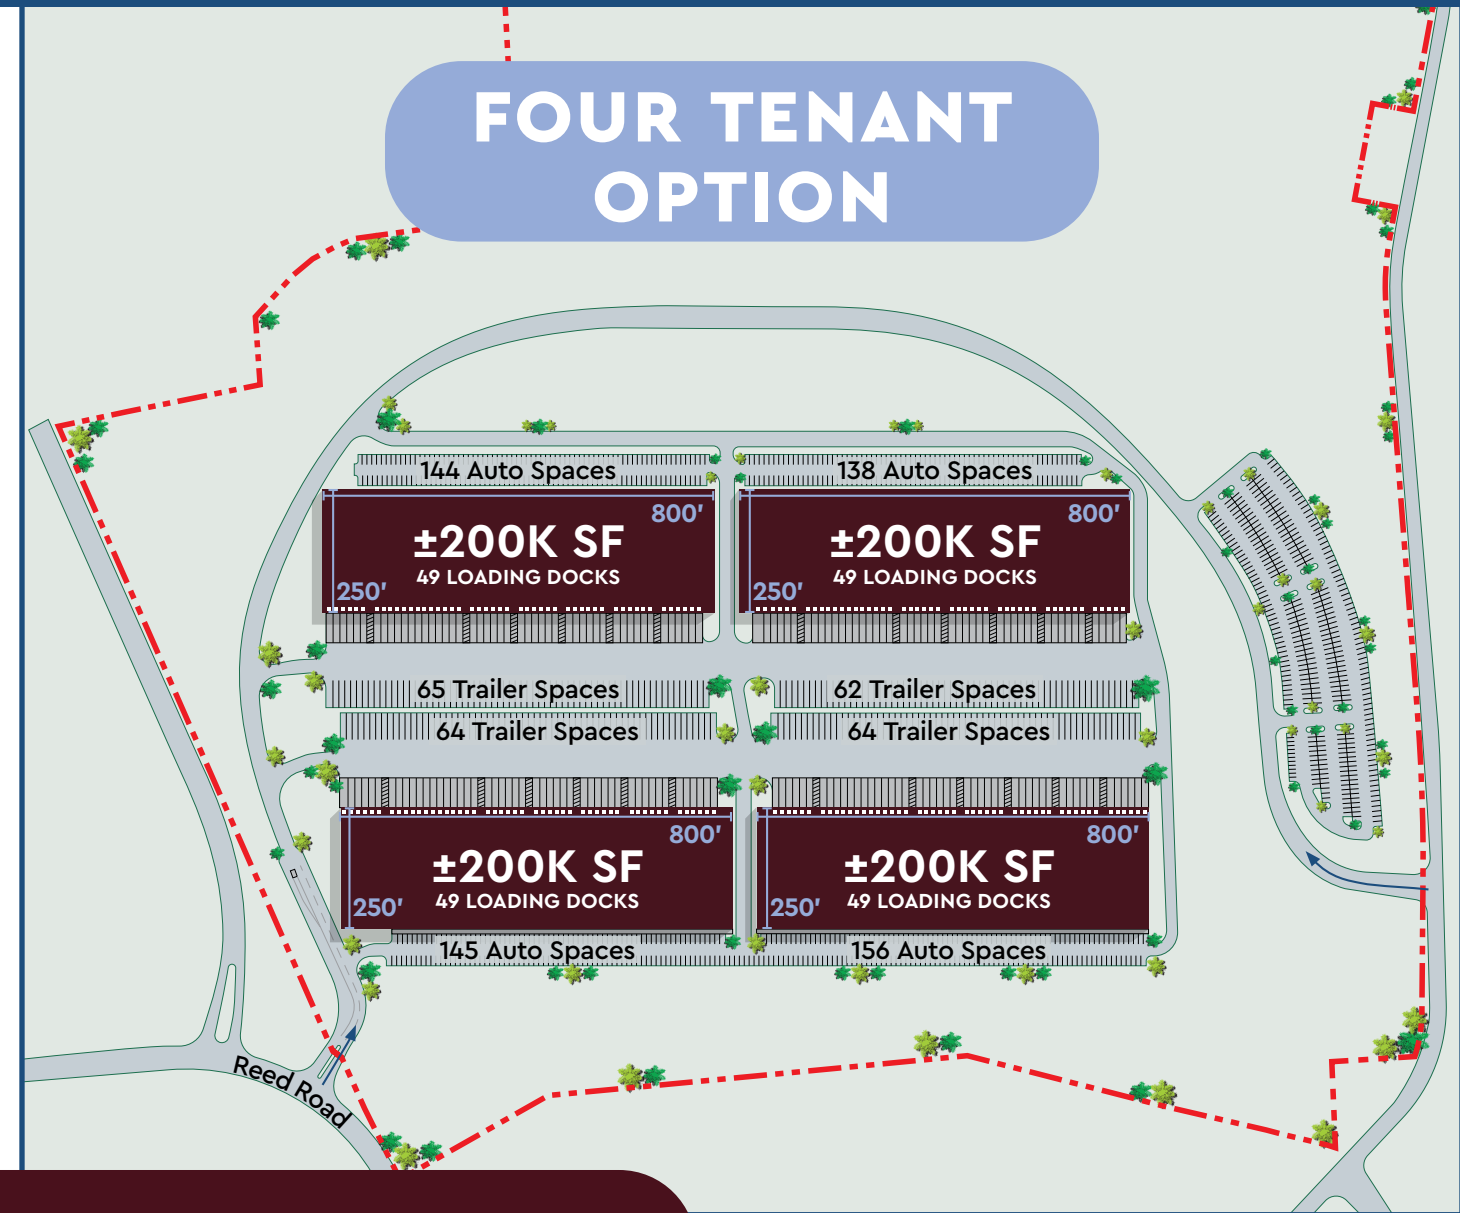 FOUR TENANT
OPTION
144 Auto Spaces
138 Auto Spaces
800'
±200K SF
49 LOADING DOCKS
250'
800'
±200K SF
49 LOADING DOCKS
250'
65 Trailer Spaces
62 Trailer Spaces
64 Trailer Spaces
64 Trailer Spaces
800'
±200K SF
49 LOADING DOCKS
250'
800'
±200K SF
49 LOADING DOCKS
250'
145 Auto Spaces
156 Auto Spaces
Reed Road